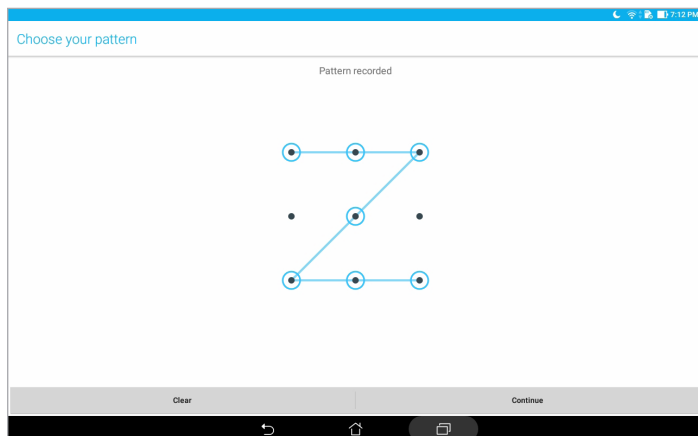 7:12 PM
Choose your pattern
Pattern recorded
Clear
Continue